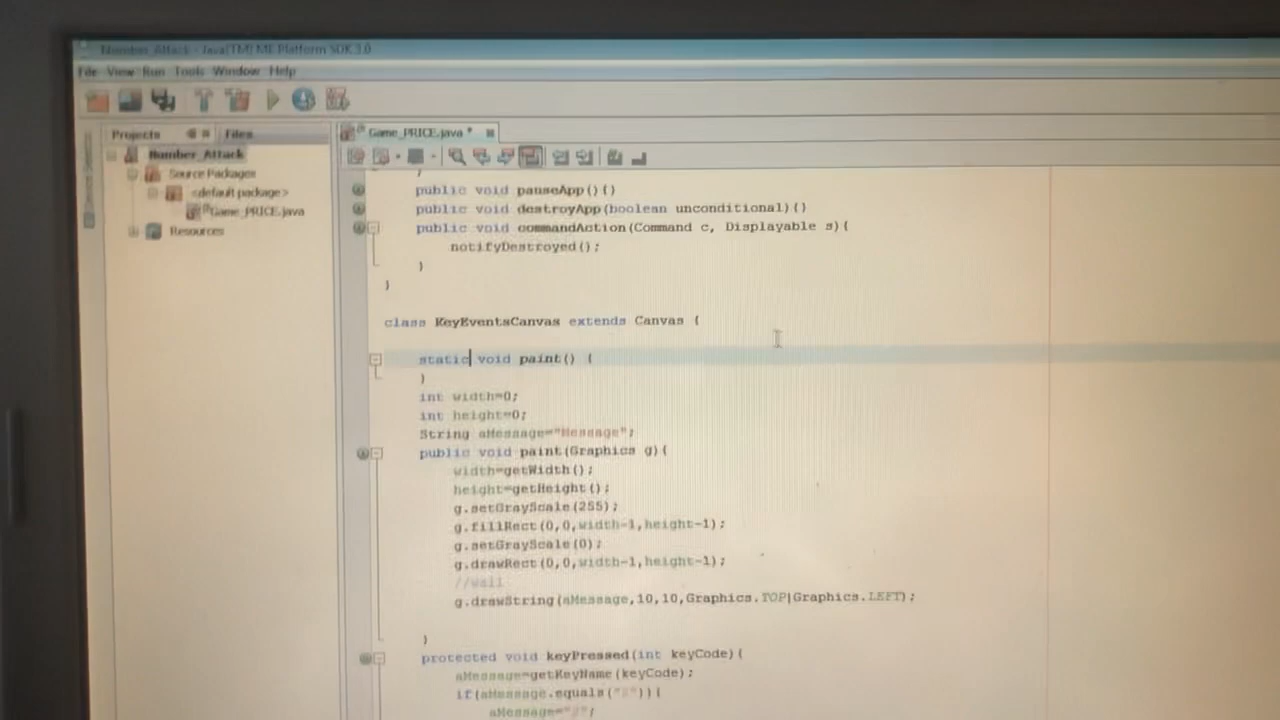 Number_Attack - Java(TM) ME Platform SDK 3.0
File View Run Tools Window Help
Projects Files
Game_PRICE.java *
Number_Attack
Source Packages
<default package>
Game_PRICE.java
Resources
}
public void pauseApp(){}
public void destroyApp(boolean unconditional){}
public void commandAction(Command c, Displayable s){
notifyDestroyed();
}
}
class KeyEventsCanvas extends Canvas {
static void paint() {
}
int width=0;
int height=0;
String aMessage="Message";
public void paint(Graphics g){
width=getWidth();
height=getHeight();
g.setGrayScale(255);
g.fillRect(0,0,width-1,height-1);
g.setGrayScale(0);
g.drawRect(0,0,width-1,height-1);
//wall
g.drawString(aMessage,10,10,Graphics.TOP|Graphics.LEFT);
}
protected void keyPressed(int keyCode){
aMessage=getKeyName(keyCode);
if(aMessage.equals(
aMessage=